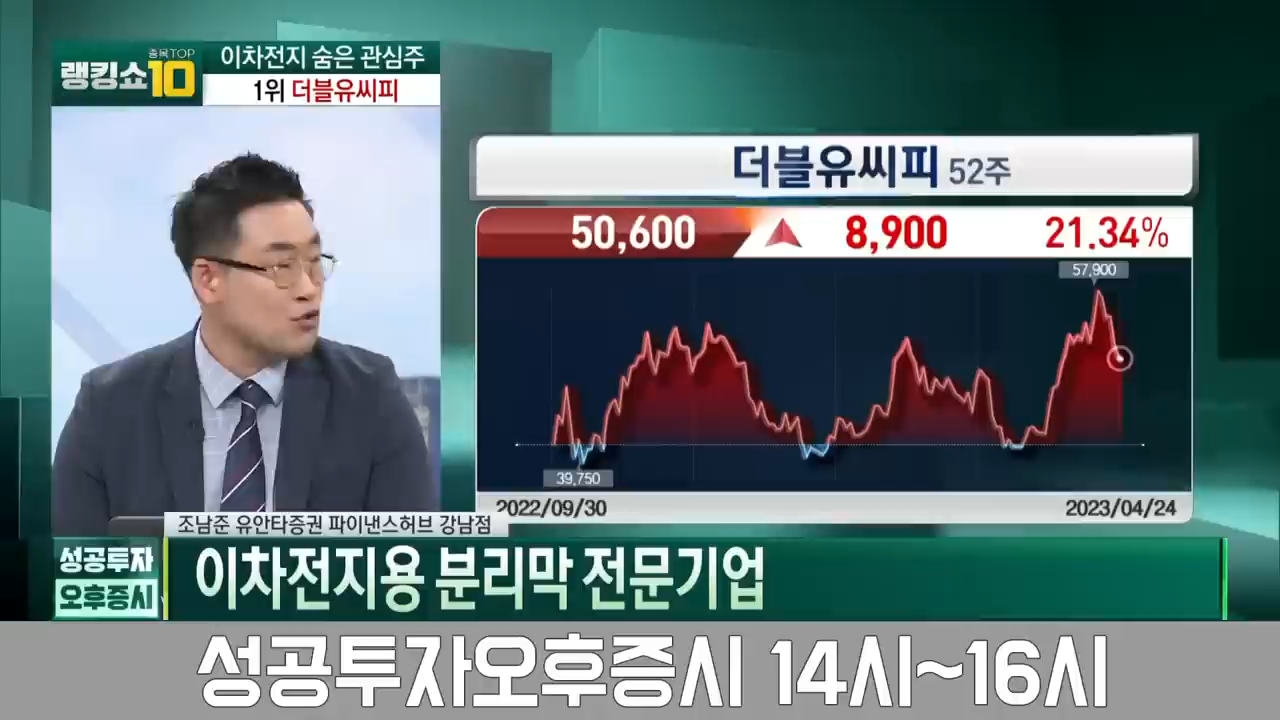 종목TOP
랭킹쇼10
이차전지 숨은 관심주
1위 더블유씨피
더블유씨피 52주
50,600 ▲ 8,900 21.34%
57,900
39,750
2022/09/30 2023/04/24
조남준 유안타증권 파이낸스허브 강남점
성공투자
오후증시
이차전지용 분리막 전문기업
성공투자오후증시 14시~16시